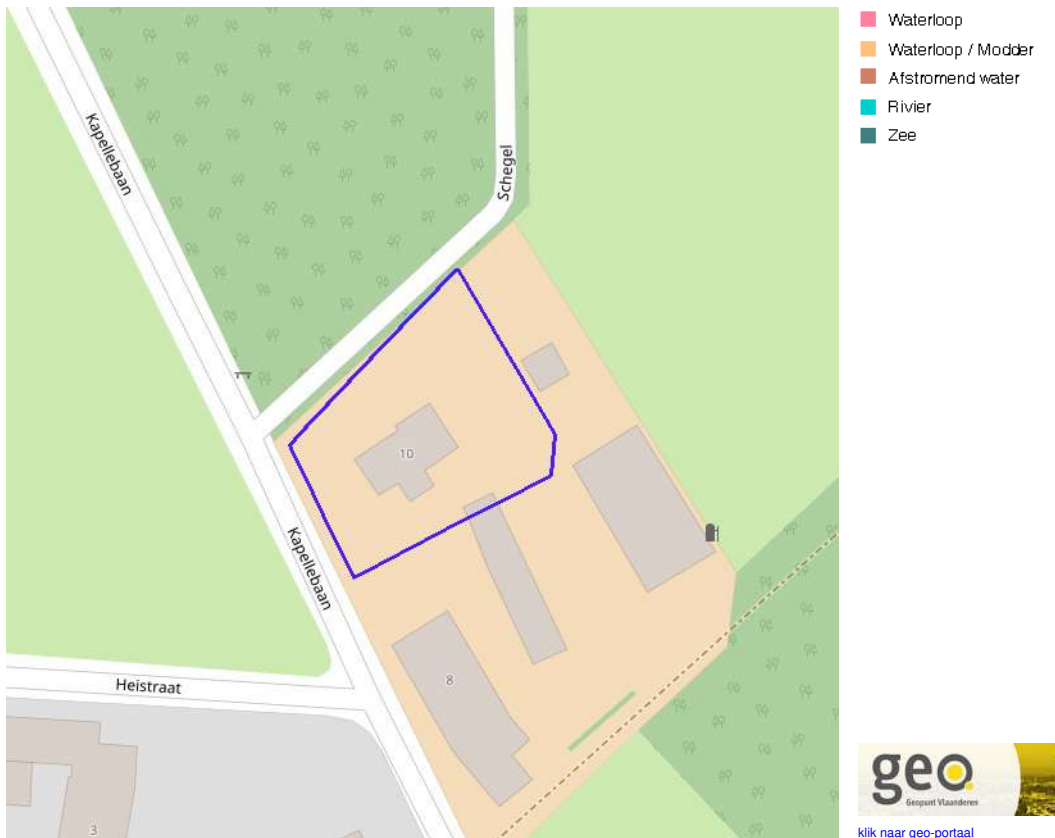 Waterloop
Waterloop / Modder
Afstromend water
Rivier
Zee
Kapellebaan
Schegel
10
Kapellebaan
Heistraat
8
3
geo
Geopunt Vlaanderen
klik naar geo-portaal